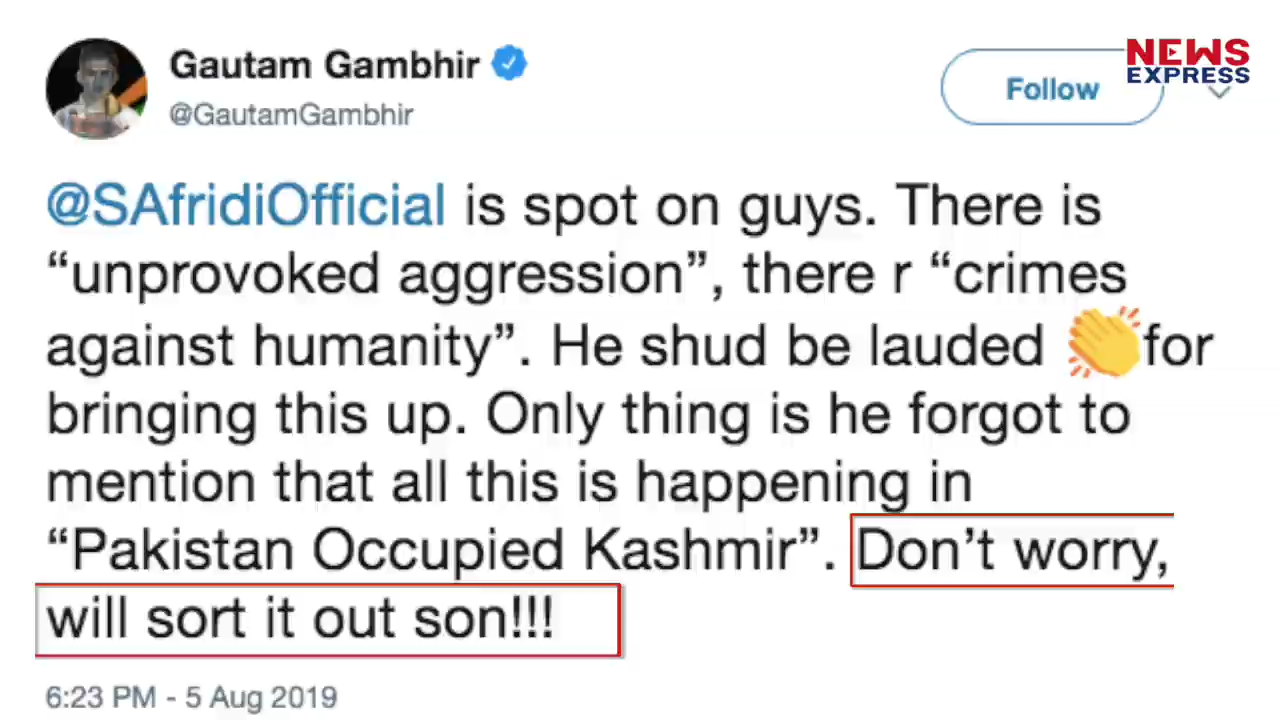 Gautam Gambhir
@GautamGambhir
Follow
NEWS
EXPRESS
@SAfridiOfficial is spot on guys. There is
“unprovoked aggression”, there r “crimes
against humanity”. He shud be lauded 👏for
bringing this up. Only thing is he forgot to
mention that all this is happening in
“Pakistan Occupied Kashmir”. Don’t worry,
will sort it out son!!!
6:23 PM - 5 Aug 2019